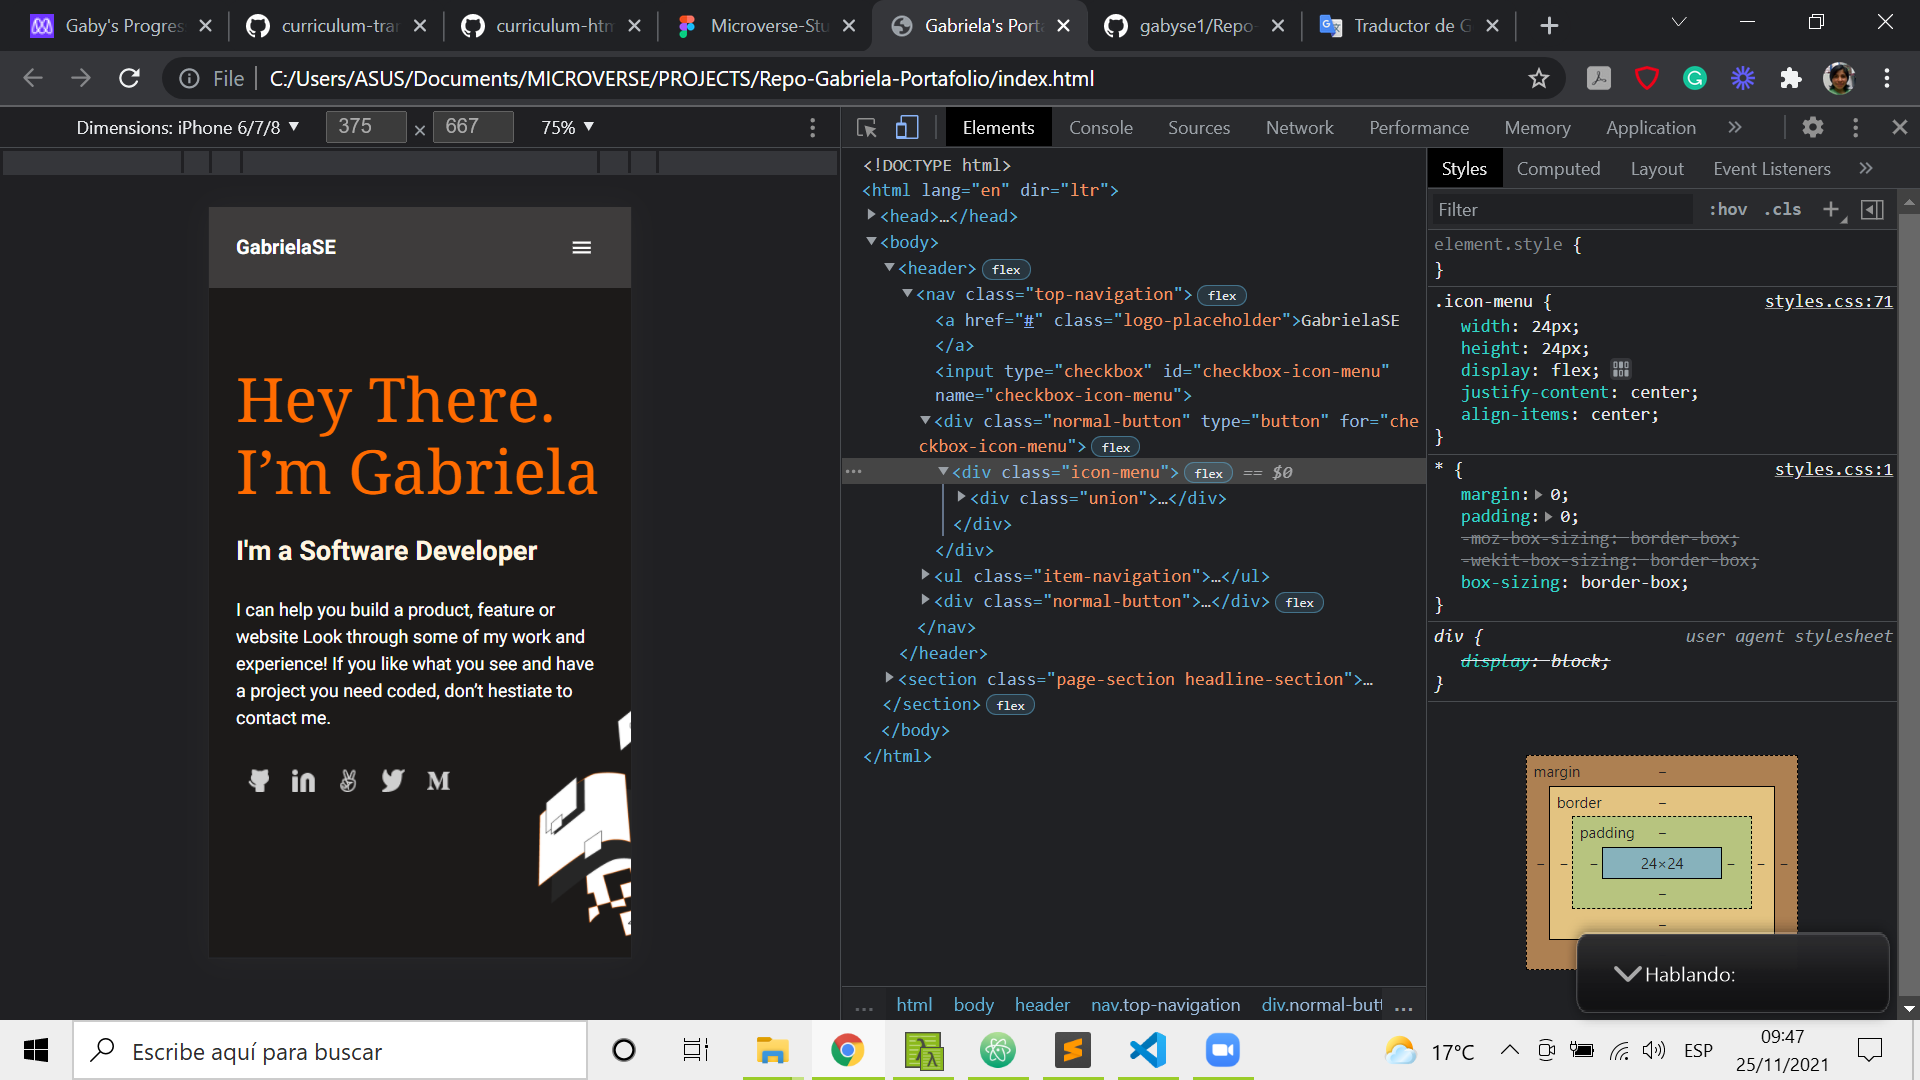 Gaby's Progres
curriculum-tra
curriculum-htm
Microverse-Stu
Gabriela's Porta
gabyse1/Repo-
Traductor de G
File
C:/Users/ASUS/Documents/MICROVERSE/PROJECTS/Repo-Gabriela-Portafolio/index.html
Dimensions: iPhone 6/7/8 ▼ 375 × 667 75% ▼
Elements Console Sources Network Performance Memory Application »
GabrielaSE
Hey There.
I’m Gabriela
I'm a Software Developer
I can help you build a product, feature or
website Look through some of my work and
experience! If you like what you see and have
a project you need coded, don’t hestiate to
contact me.
<!DOCTYPE html>
<html lang="en" dir="ltr">
<head>…</head>
<body>
<header> flex
<nav class="top-navigation"> flex
<a href="#" class="logo-placeholder">GabrielaSE
</a>
<input type="checkbox" id="checkbox-icon-menu"
name="checkbox-icon-menu">
<div class="normal-button" type="button" for="che
ckbox-icon-menu"> flex
<div class="icon-menu"> flex == $0
<div class="union">…</div>
</div>
</div>
<ul class="item-navigation">…</ul>
<div class="normal-button">…</div> flex
</nav>
</header>
<section class="page-section headline-section">…
</section> flex
</body>
</html>
… html body header nav.top-navigation div.normal-butt …
Styles Computed Layout Event Listeners »
Filter :hov .cls +
element.style {
}
.icon-menu { styles.css:71
width: 24px;
height: 24px;
display: flex;
justify-content: center;
align-items: center;
}
* { styles.css:1
margin: 0;
padding: 0;
-moz-box-sizing: border-box;
-wekit-box-sizing: border-box;
box-sizing: border-box;
}
div { user agent stylesheet
display: block;
}
margin –
border –
padding –
– – – 24×24 – – –
–
–
Hablando:
Escribe aquí para buscar
17°C
ESP
09:47
25/11/2021